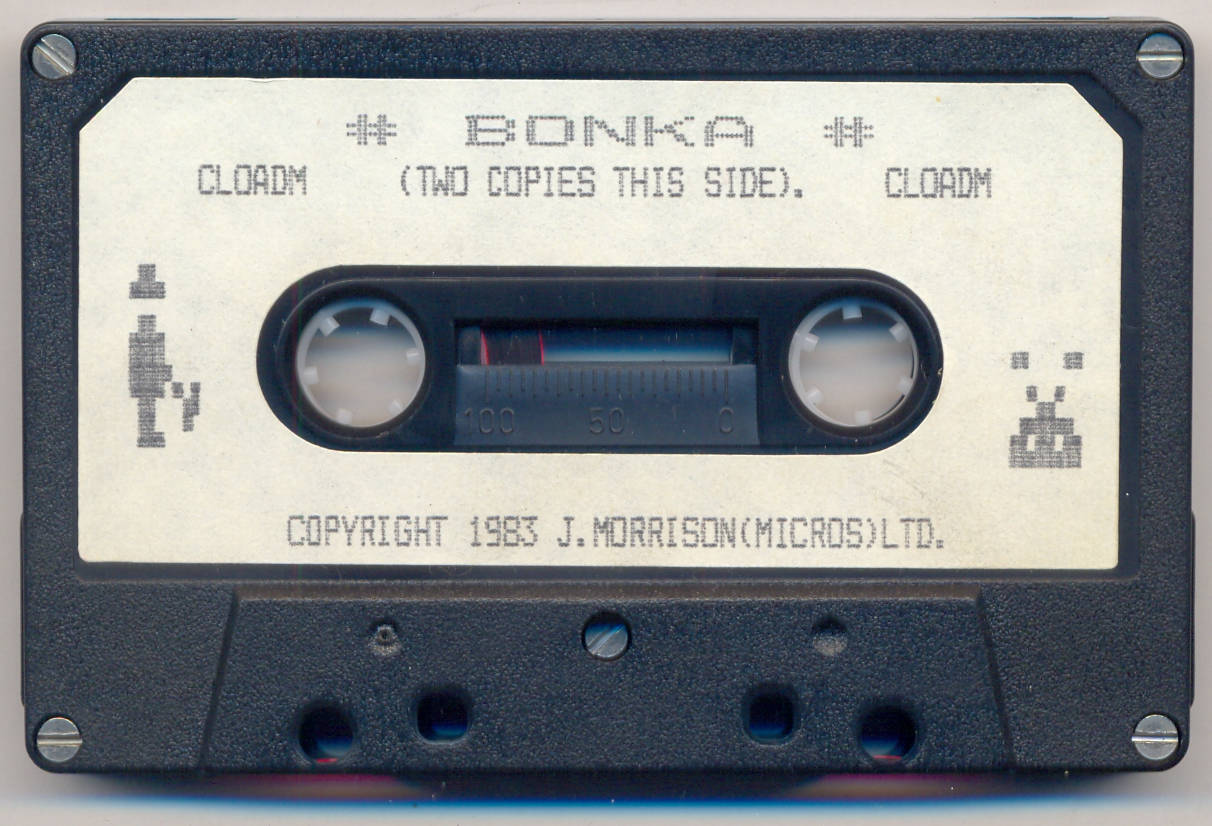 # BONKA #
CLOADM (TWO COPIES THIS SIDE). CLOADM
100 50 0
COPYRIGHT 1983 J.MORRISON(MICROS)LTD.